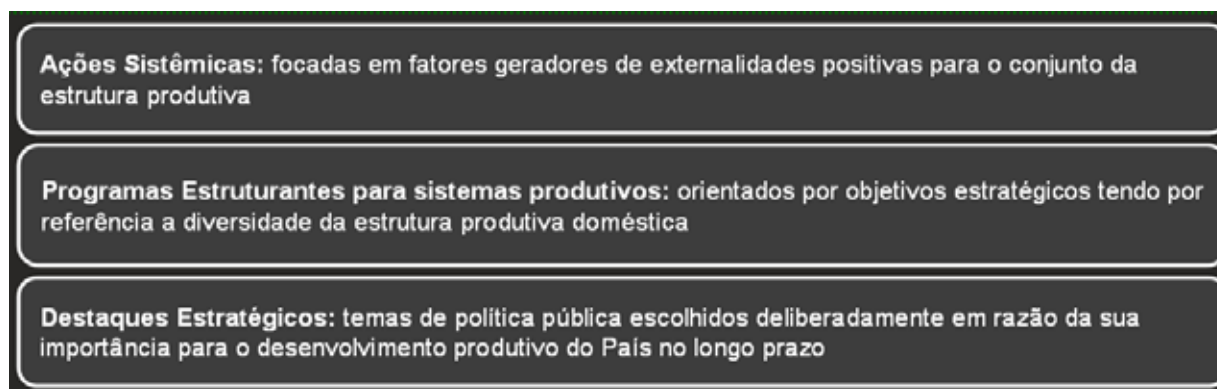 Ações Sistêmicas: focadas em fatores geradores de externalidades positivas para o conjunto da
estrutura produtiva
Programas Estruturantes para sistemas produtivos: orientados por objetivos estratégicos tendo por
referência a diversidade da estrutura produtiva doméstica
Destaques Estratégicos: temas de política pública escolhidos deliberadamente em razão da sua
importância para o desenvolvimento produtivo do País no longo prazo